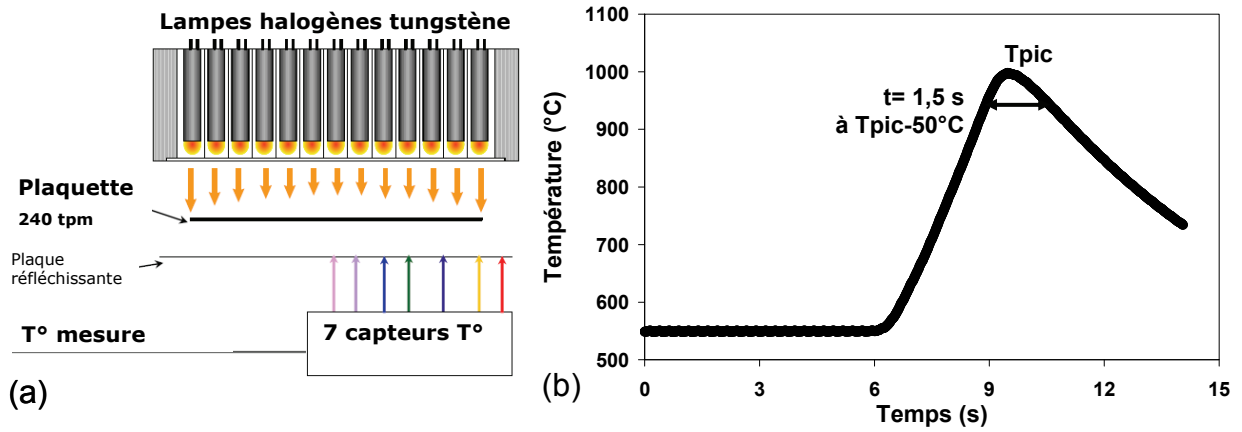 Lampes halogènes tungstène
Plaquette
240 tpm
Plaque
réfléchissante
T° mesure
7 capteurs T°
(a)
1100
1000
900
800
700
600
500
Température (°C)
Tpic
t= 1,5 s
à Tpic-50°C
0
3
6
9
12
15
Temps (s)
(b)